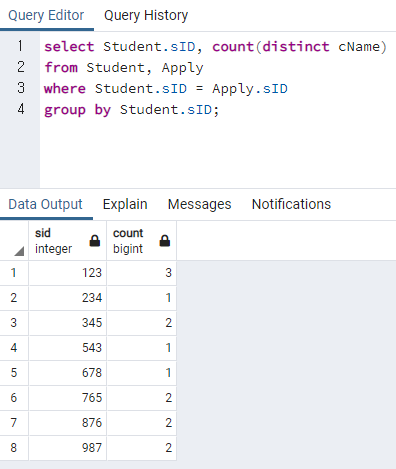 Query Editor Query History
1 select Student.sID, count(distinct cName)
2 from Student, Apply
3 where Student.sID = Apply.sID
4 group by Student.sID;
Data Output Explain Messages Notifications
sid count
integer bigint
1 123 3
2 234 1
3 345 2
4 543 1
5 678 1
6 765 2
7 876 2
8 987 2